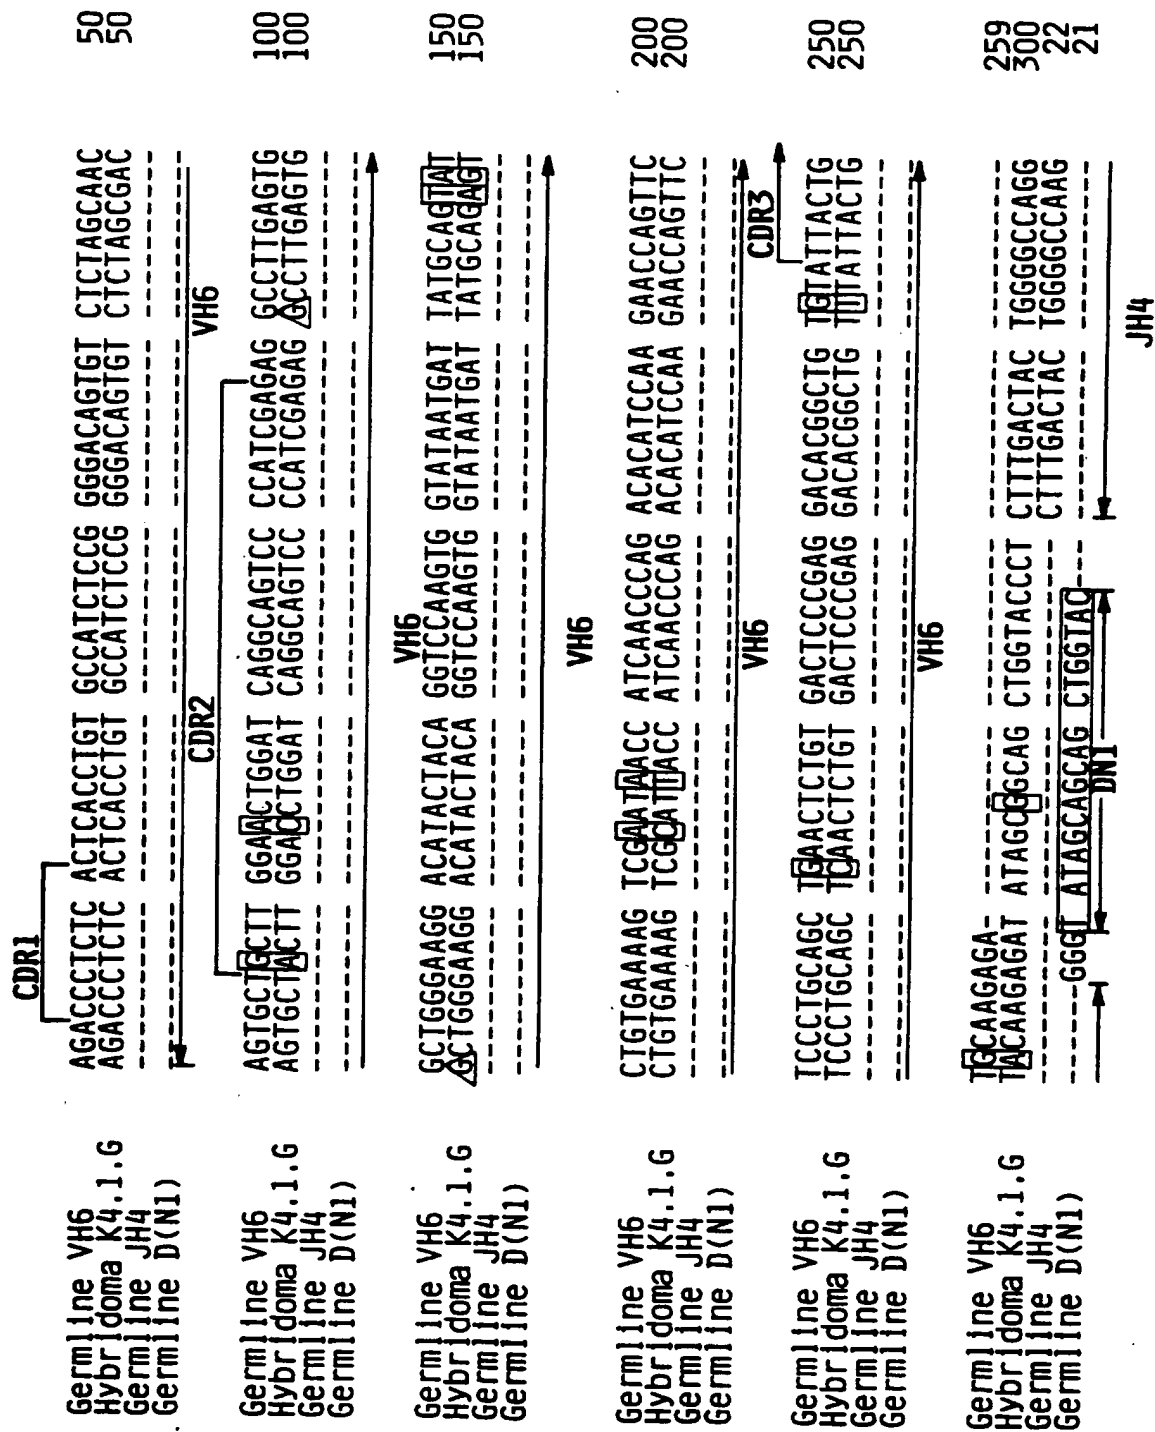 CDR1
Germline VH6 AGACCCTCTC ACTCACCTGT GCCATCTCCG GGGACAGTGT CTCTAGCAAC 50
Hybridoma K4.1.G AGACCCTCTC ACTCACCTGT GCCATCTCCG GGGACAGTGT CTCTAGCGAC 50
Germline JH4 ---------- ---------- ---------- ---------- ----------
Germline D(N1) ---------- ---------- ---------- ---------- ----------
VH6
CDR2
Germline VH6 AGTGCTGCTT GGAACTGGAT CAGGCAGTCC CCATCGAGAG GCCTTGAGTG 100
Hybridoma K4.1.G AGTGCTACTT GGACCTGGAT CAGGCAGTCC CCATCGAGAG GCCTTGAGTG 100
Germline JH4 ---------- ---------- ---------- ---------- ----------
Germline D(N1) ---------- ---------- ---------- ---------- ----------
VH6
Germline VH6 GCTGGGAAGG ACATACTACA GGTCCAAGTG GTATAATGAT TATGCAGTAT 150
Hybridoma K4.1.G GCTGGGAAGG ACATACTACA GGTCCAAGTG GTATAATGAT TATGCAGAGT 150
Germline JH4 ---------- ---------- ---------- ---------- ----------
Germline D(N1) ---------- ---------- ---------- ---------- ----------
VH6
Germline VH6 CTGTGAAAAG TCGAATAACC ATCAACCCAG ACACATCCAA GAACCAGTTC 200
Hybridoma K4.1.G CTGTGAAAAG TCGCATTACC ATCAACCCAG ACACATCCAA GAACCAGTTC 200
Germline JH4 ---------- ---------- ---------- ---------- ----------
Germline D(N1) ---------- ---------- ---------- ---------- ----------
VH6
CDR3
Germline VH6 TCCCTGCAGC TGAACTCTGT GACTCCCGAG GACACGGCTG TGTATTACTG 250
Hybridoma K4.1.G TCCCTGCAGC TCAACTCTGT GACTCCCGAG GACACGGCTG TTTATTACTG 250
Germline JH4 ---------- ---------- ---------- ---------- ----------
Germline D(N1) ---------- ---------- ---------- ---------- ----------
VH6
Germline VH6 TGCAAGAGA- ---------- ---------- ---------- ---------- 259
Hybridoma K4.1.G TACAAGAGAT ATAGCGGCAG CTGGTACCCT CTTTGACTAC TGGGGCCAGG 300
Germline JH4 ---------- ---------- ---------- CTTTGACTAC TGGGGCCAAG 22
Germline D(N1) ------GGGT ATAGCAGCAG CTGGTAC--- ---------- ---------- 21
DN1
JH4